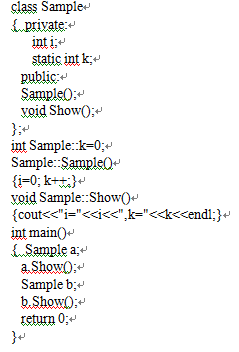 class Sample
{  private:
int i;
static int k;
public:
Sample();
void Show();
};
int Sample::k=0;
Sample::Sample()
{i=0; k++;}
void Sample::Show()
{cout<<"i="<<i<<",k="<<k<<endl;}
int main()
{  Sample a;
a.Show();
Sample b;
b.Show();
return 0;
}